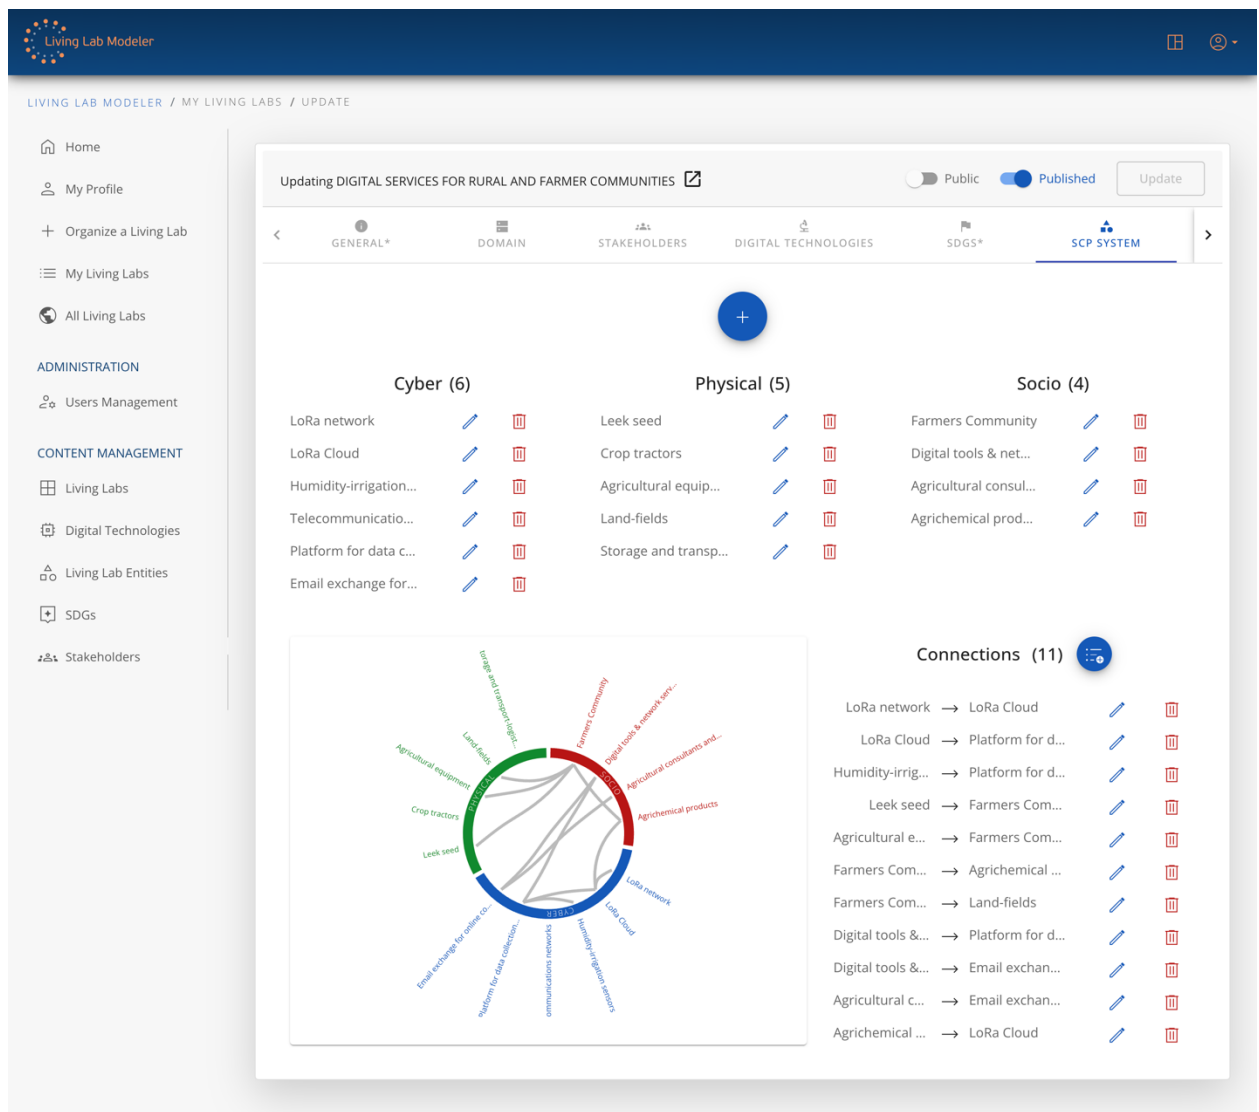 Living Lab Modeler
LIVING LAB MODELER / MY LIVING LABS / UPDATE
Home
My Profile
Organize a Living Lab
My Living Labs
All Living Labs
ADMINISTRATION
Users Management
CONTENT MANAGEMENT
Living Labs
Digital Technologies
Living Lab Entities
SDGs
Stakeholders
Updating DIGITAL SERVICES FOR RURAL AND FARMER COMMUNITIES
Public
Published
Update
GENERAL*
DOMAIN
STAKEHOLDERS
DIGITAL TECHNOLOGIES
SDGS*
SCP SYSTEM
+
Cyber (6)
LoRa network
LoRa Cloud
Humidity-irrigation...
Telecommunicatio...
Platform for data c...
Email exchange for...
Physical (5)
Leek seed
Crop tractors
Agricultural equip...
Land-fields
Storage and transp...
Socio (4)
Farmers Community
Digital tools & net...
Agricultural consul...
Agrichemical prod...
torage and transport-logist...
Land-fields
Agricultural equipment
Crop tractors
Leek seed
PHYSICAL
Farmers Community
Digital tools & network serv...
Agricultural consultants and...
Agrichemical products
SOCIO
LoRa network
LoRa Cloud
Humidity-irrigation sensors
ommunications networks
latform for data collection...
Email exchange for online co...
CYBER
Connections (11)
LoRa network → LoRa Cloud
LoRa Cloud → Platform for d...
Humidity-irrig... → Platform for d...
Leek seed → Farmers Com...
Agricultural e... → Farmers Com...
Farmers Com... → Agrichemical ...
Farmers Com... → Land-fields
Digital tools &... → Platform for d...
Digital tools &... → Email exchan...
Agricultural c... → Email exchan...
Agrichemical ... → LoRa Cloud